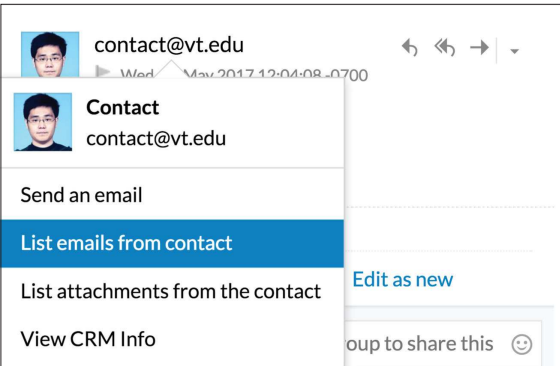 contact@vt.edu
Wed May 2017 12:04:08 -0700
Contact
contact@vt.edu
Send an email
List emails from contact
List attachments from the contact
View CRM Info
Edit as new
oup to share this